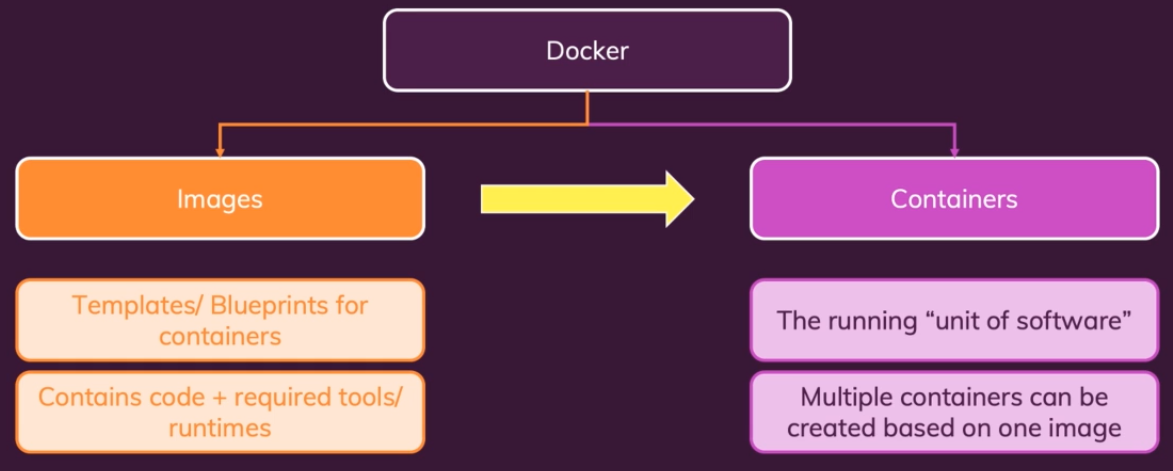 Docker
Images
Containers
Templates/ Blueprints for
containers
The running “unit of software”
Contains code + required tools/
runtimes
Multiple containers can be
created based on one image